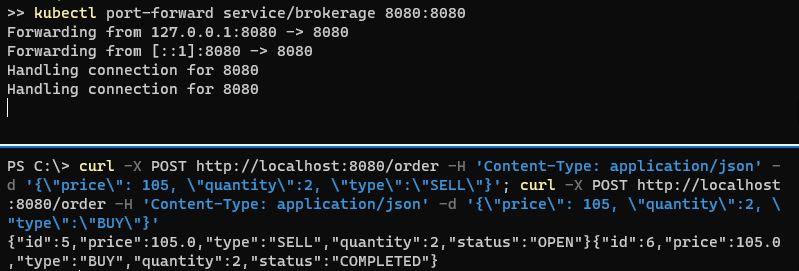 >> kubectl port-forward service/brokerage 8080:8080
Forwarding from 127.0.0.1:8080 -> 8080
Forwarding from [::1]:8080 -> 8080
Handling connection for 8080
Handling connection for 8080
PS C:\> curl -X POST http://localhost:8080/order -H 'Content-Type: application/json' -
d '{\"price\": 105, \"quantity\":2, \"type\":\"SELL\"}'; curl -X POST http://localhost
:8080/order -H 'Content-Type: application/json' -d '{\"price\": 105, \"quantity\":2, \
"type\":\"BUY\"}'
{"id":5,"price":105.0,"type":"SELL","quantity":2,"status":"OPEN"}{"id":6,"price":105.0
,"type":"BUY","quantity":2,"status":"COMPLETED"}